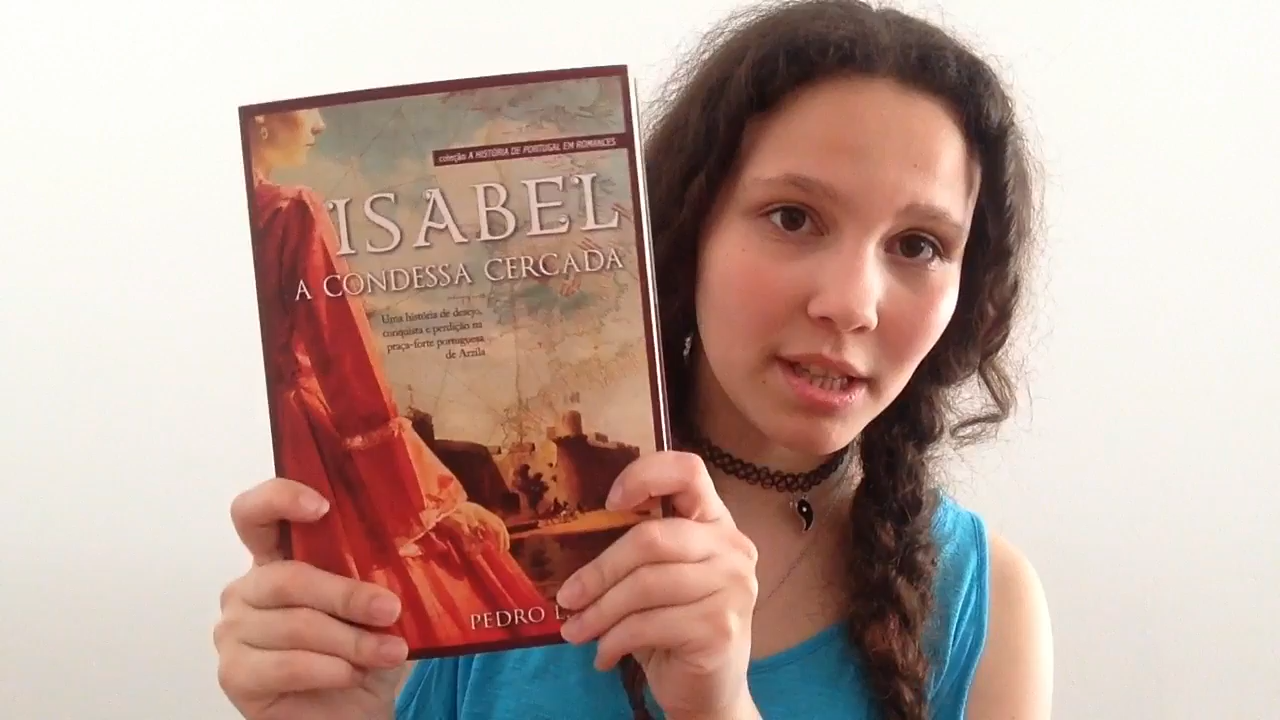 coleção A HISTÓRIA DE PORTUGAL EM ROMANCES
ISABEL
A CONDESSA CERCADA
Uma história de desejo,
conquista e perdição na
praça-forte portuguesa
de Arzila
PEDRO L